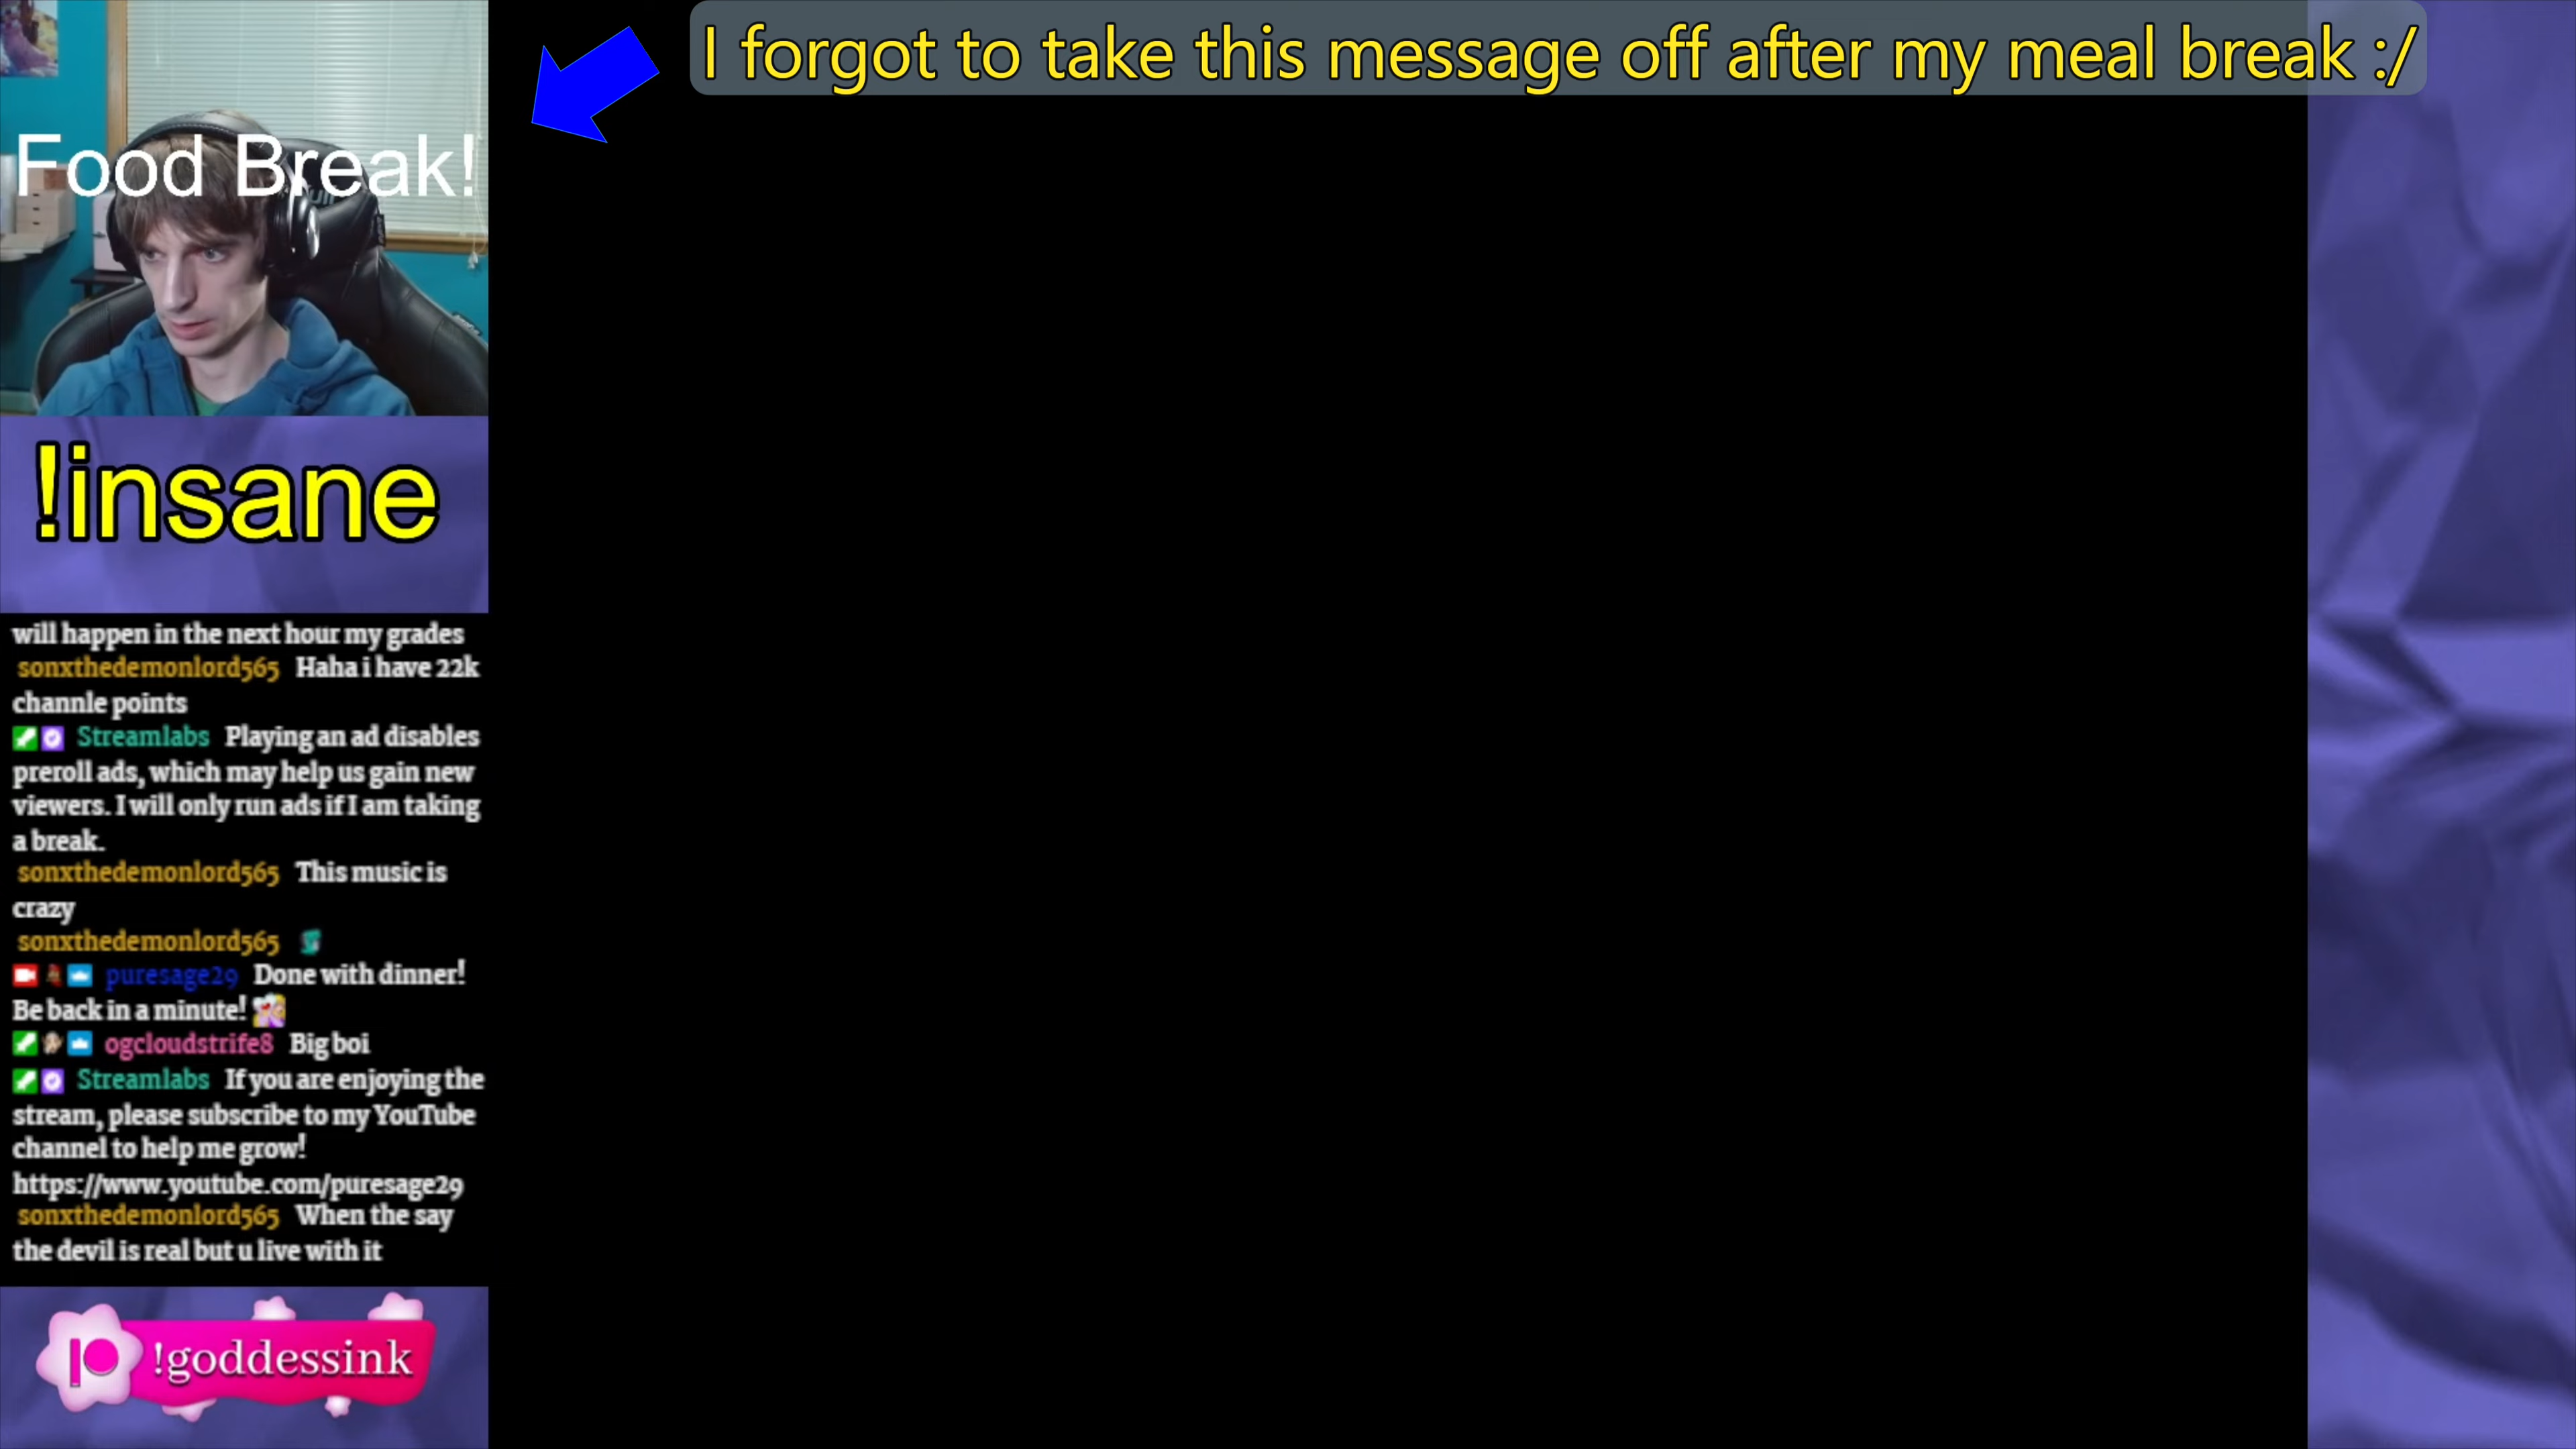 I forgot to take this message off after my meal break :/
Food Break!
!insane
will happen in the next hour my grades
sonxthedemonlord565 Haha i have 22k
channle points
Streamlabs Playing an ad disables
preroll ads, which may help us gain new
viewers. I will only run ads if I am taking
a break.
sonxthedemonlord565 This music is
crazy
sonxthedemonlord565
puresage29 Done with dinner!
Be back in a minute!
ogcloudstrife8 Big boi
Streamlabs If you are enjoying the
stream, please subscribe to my YouTube
channel to help me grow!
https://www.youtube.com/puresage29
sonxthedemonlord565 When the say
the devil is real but u live with it
!goddessink